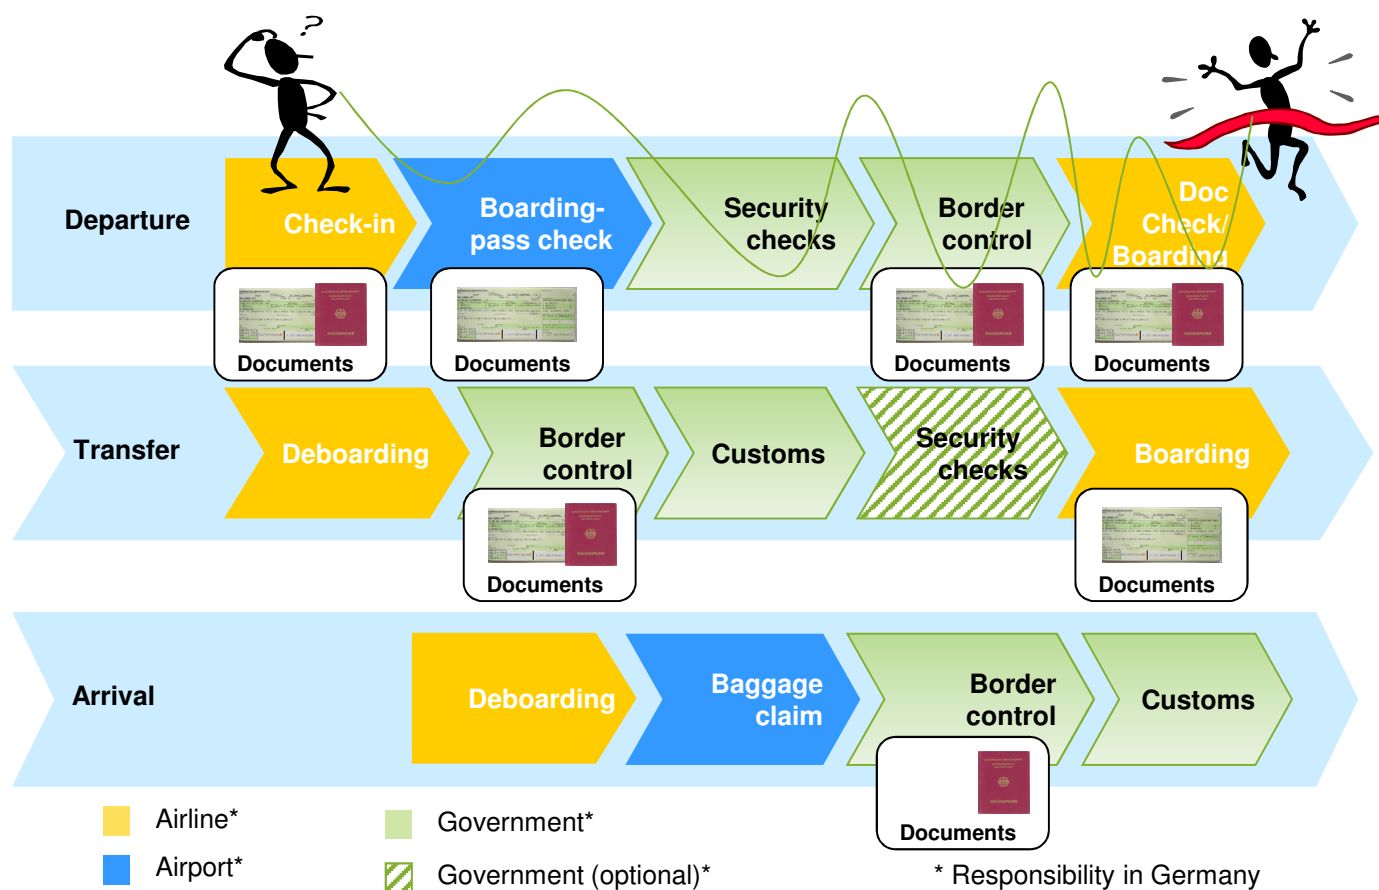 ?
Departure
Check-in
Boarding-
pass check
Security
checks
Border
control
Doc
Check/
Boarding
Documents
Documents
Documents
Documents
Transfer
Deboarding
Border
control
Customs
Security
checks
Boarding
Documents
Documents
Arrival
Deboarding
Baggage
claim
Border
control
Customs
Documents
Airline*
Government*
Airport*
Government (optional)*
* Responsibility in Germany